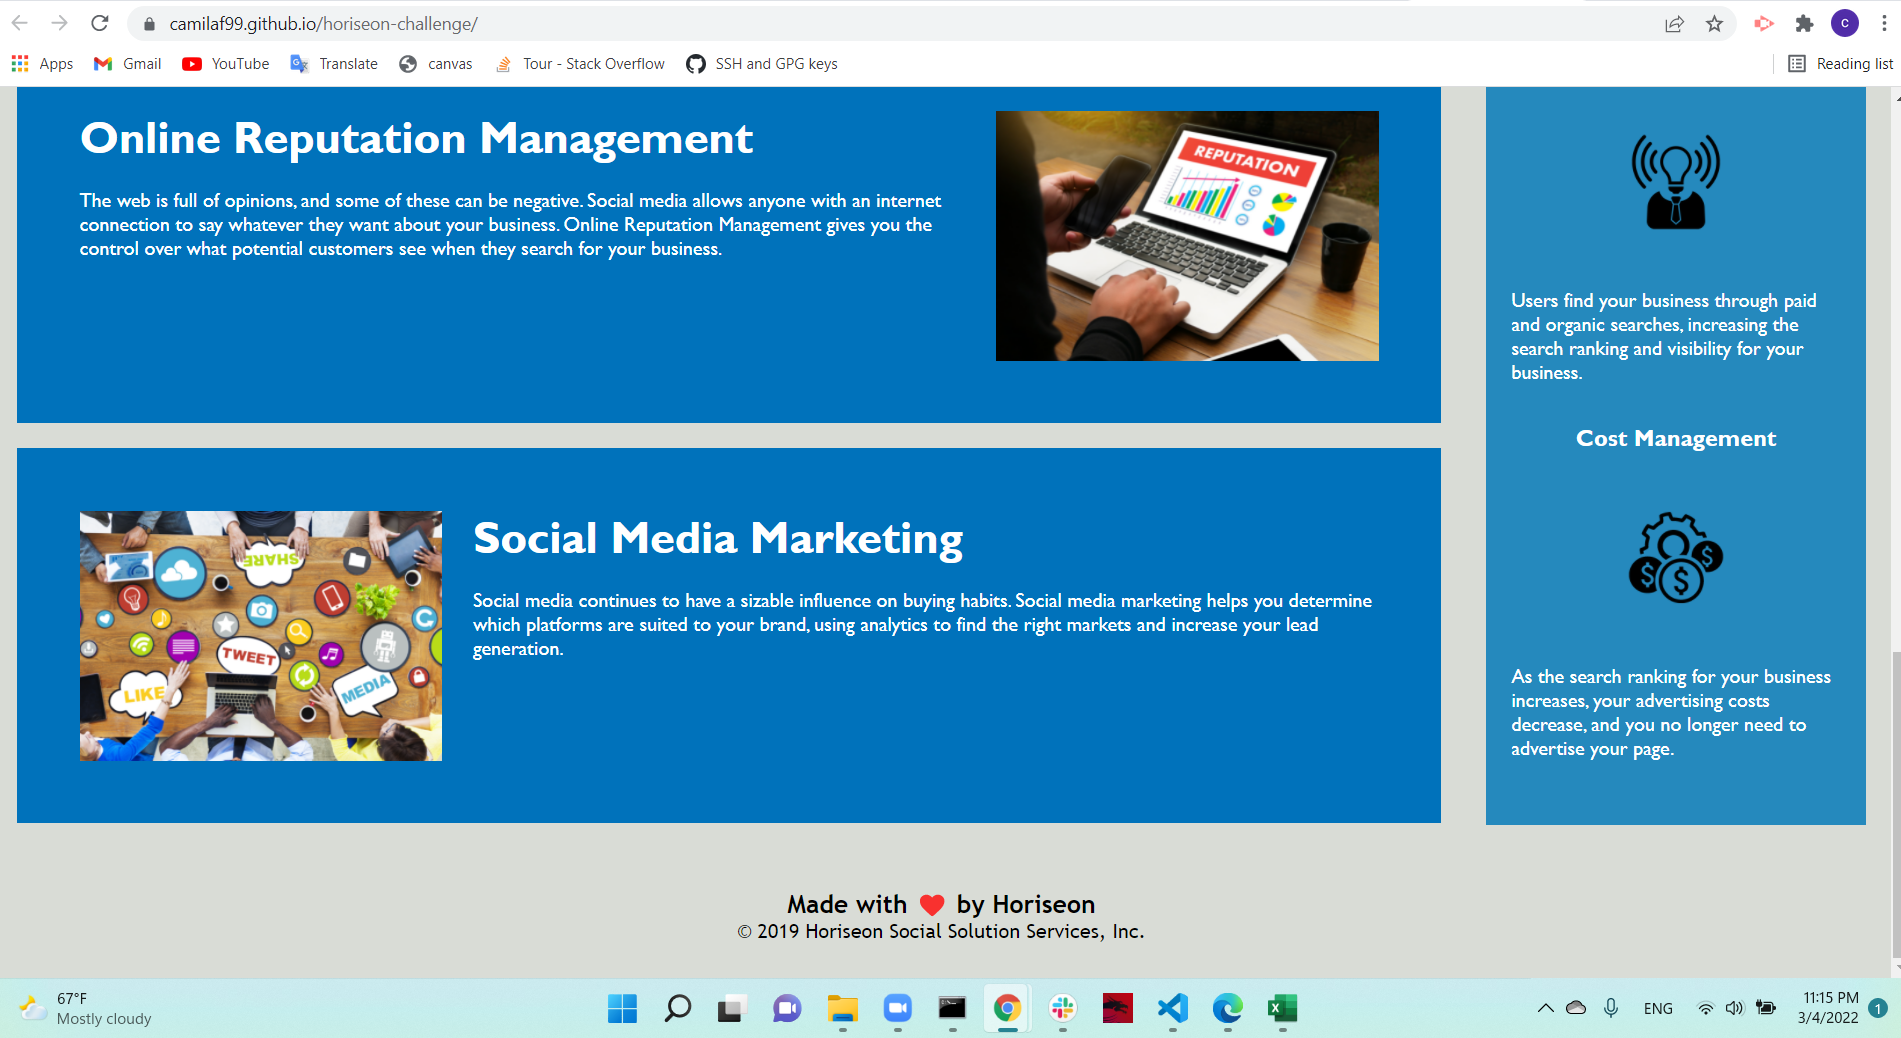 camilaf99.github.io/horiseon-challenge/
C
Apps
Gmail
YouTube
Translate
canvas
Tour - Stack Overflow
SSH and GPG keys
Reading list
Online Reputation Management
The web is full of opinions, and some of these can be negative. Social media allows anyone with an internet
connection to say whatever they want about your business. Online Reputation Management gives you the
control over what potential customers see when they search for your business.
REPUTATION
Social Media Marketing
Social media continues to have a sizable influence on buying habits. Social media marketing helps you determine
which platforms are suited to your brand, using analytics to find the right markets and increase your lead
generation.
SHARE
TWEET
LIKE
MEDIA
Users find your business through paid
and organic searches, increasing the
search ranking and visibility for your
business.
Cost Management
$
$
$
As the search ranking for your business
increases, your advertising costs
decrease, and you no longer need to
advertise your page.
Made with ❤ by Horiseon
© 2019 Horiseon Social Solution Services, Inc.
67°F
Mostly cloudy
ENG
11:15 PM
3/4/2022
1